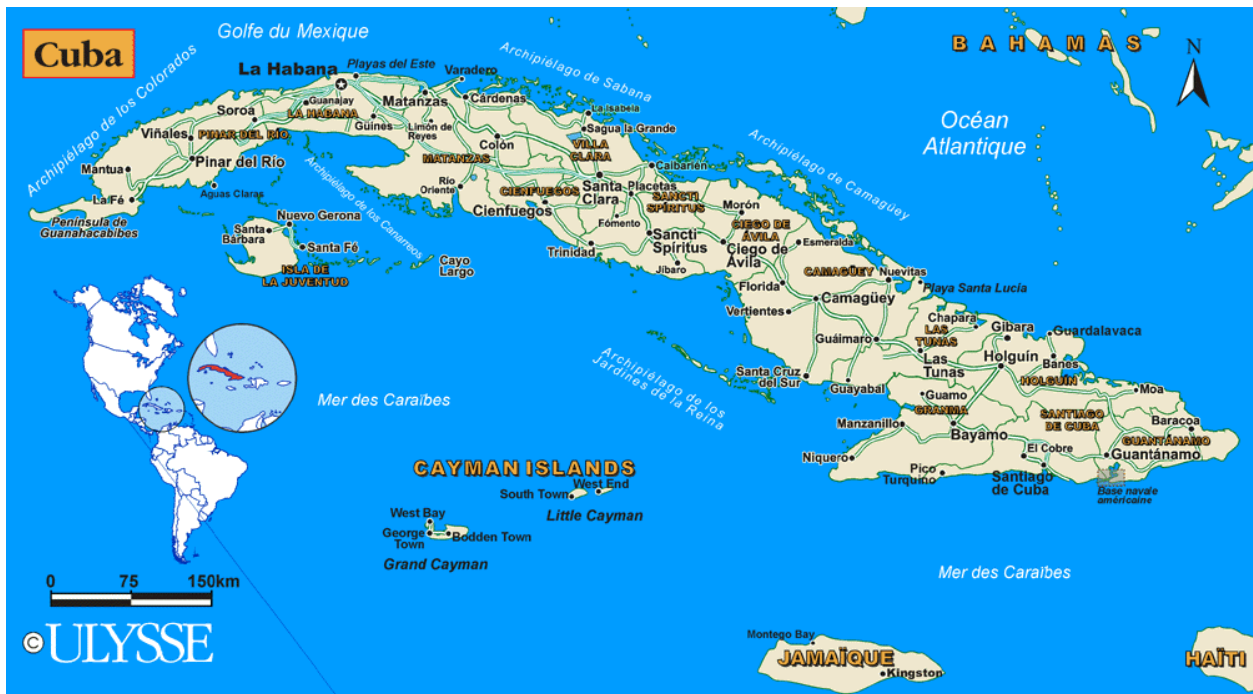 Cuba
Golfe du Mexique
BAHAMAS
N
Archipiélago de los Colorados
La Habana
Playas del Este
Varadero
Archipiélago de Sabana
Guanajay
LA HABANA
Matanzas
Cárdenas
La Isabela
Soroa
Güines
Limón de
Reyes
Sagua la Grande
Océan
Atlantique
Viñales
PINAR DEL RÍO
Colón
VILLA
CLARA
Archipiélago de Camagüey
Mantua
Pinar del Río
MATANZAS
Caibarién
Aguas Claras
Archipiélago de los Canarreos
Río
Oriente
CIENFUEGOS
Santa
Clara
Placetas
SANCTI
SPÍRITUS
La Fé
Península de
Guanahacabibes
Nuevo Gerona
Cienfuegos
Fomento
Morón
CIEGO DE
ÁVILA
Santa
Bárbara
Santa Fé
Trinidad
Sancti
Spíritus
Ciego de
Ávila
Esmeralda
ISLA DE
LA JUVENTUD
Cayo
Largo
Jíbaro
CAMAGÜEY
Nuevitas
Florida
Playa Santa Lucía
Vertientes
Camagüey
Chapara
LAS
TUNAS
Gibara
Guardalavaca
Guáimaro
Archipiélago de los
Jardines de la Reina
Las
Tunas
Holguín
Banes
Santa Cruz
del Sur
Guayabal
HOLGUÍN
Moa
Mer des Caraïbes
Guamo
GRANMA
SANTIAGO
DE CUBA
Manzanillo
Bayamo
Baracoa
GUANTÁNAMO
Niquero
Pico
Turquino
El Cobre
Guantánamo
Santiago
de Cuba
Base navale
américaine
CAYMAN ISLANDS
West End
South Town
Little Cayman
West Bay
George
Town
Bodden Town
Grand Cayman
Mer des Caraïbes
0 75 150km
© ULYSSE
Montego Bay
JAMAÏQUE
Kingston
HAÏTI